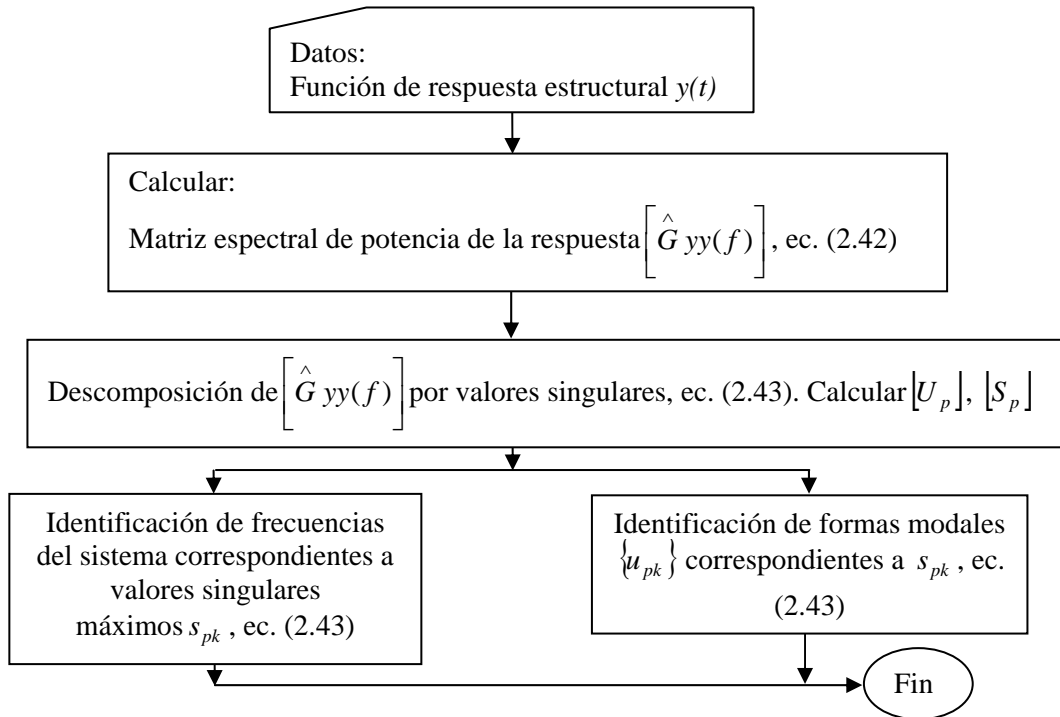 Datos:
Función de respuesta estructural y(t)
Calcular:
Matriz espectral de potencia de la respuesta [Ĝ yy(f)] , ec. (2.42)
Descomposición de [Ĝ yy(f)] por valores singulares, ec. (2.43). Calcular ⌊U_p⌋, ⌊S_p⌋
Identificación de frecuencias
del sistema correspondientes a
valores singulares
máximos s_pk , ec. (2.43)
Identificación de formas modales
{u_pk} correspondientes a s_pk , ec.
(2.43)
Fin